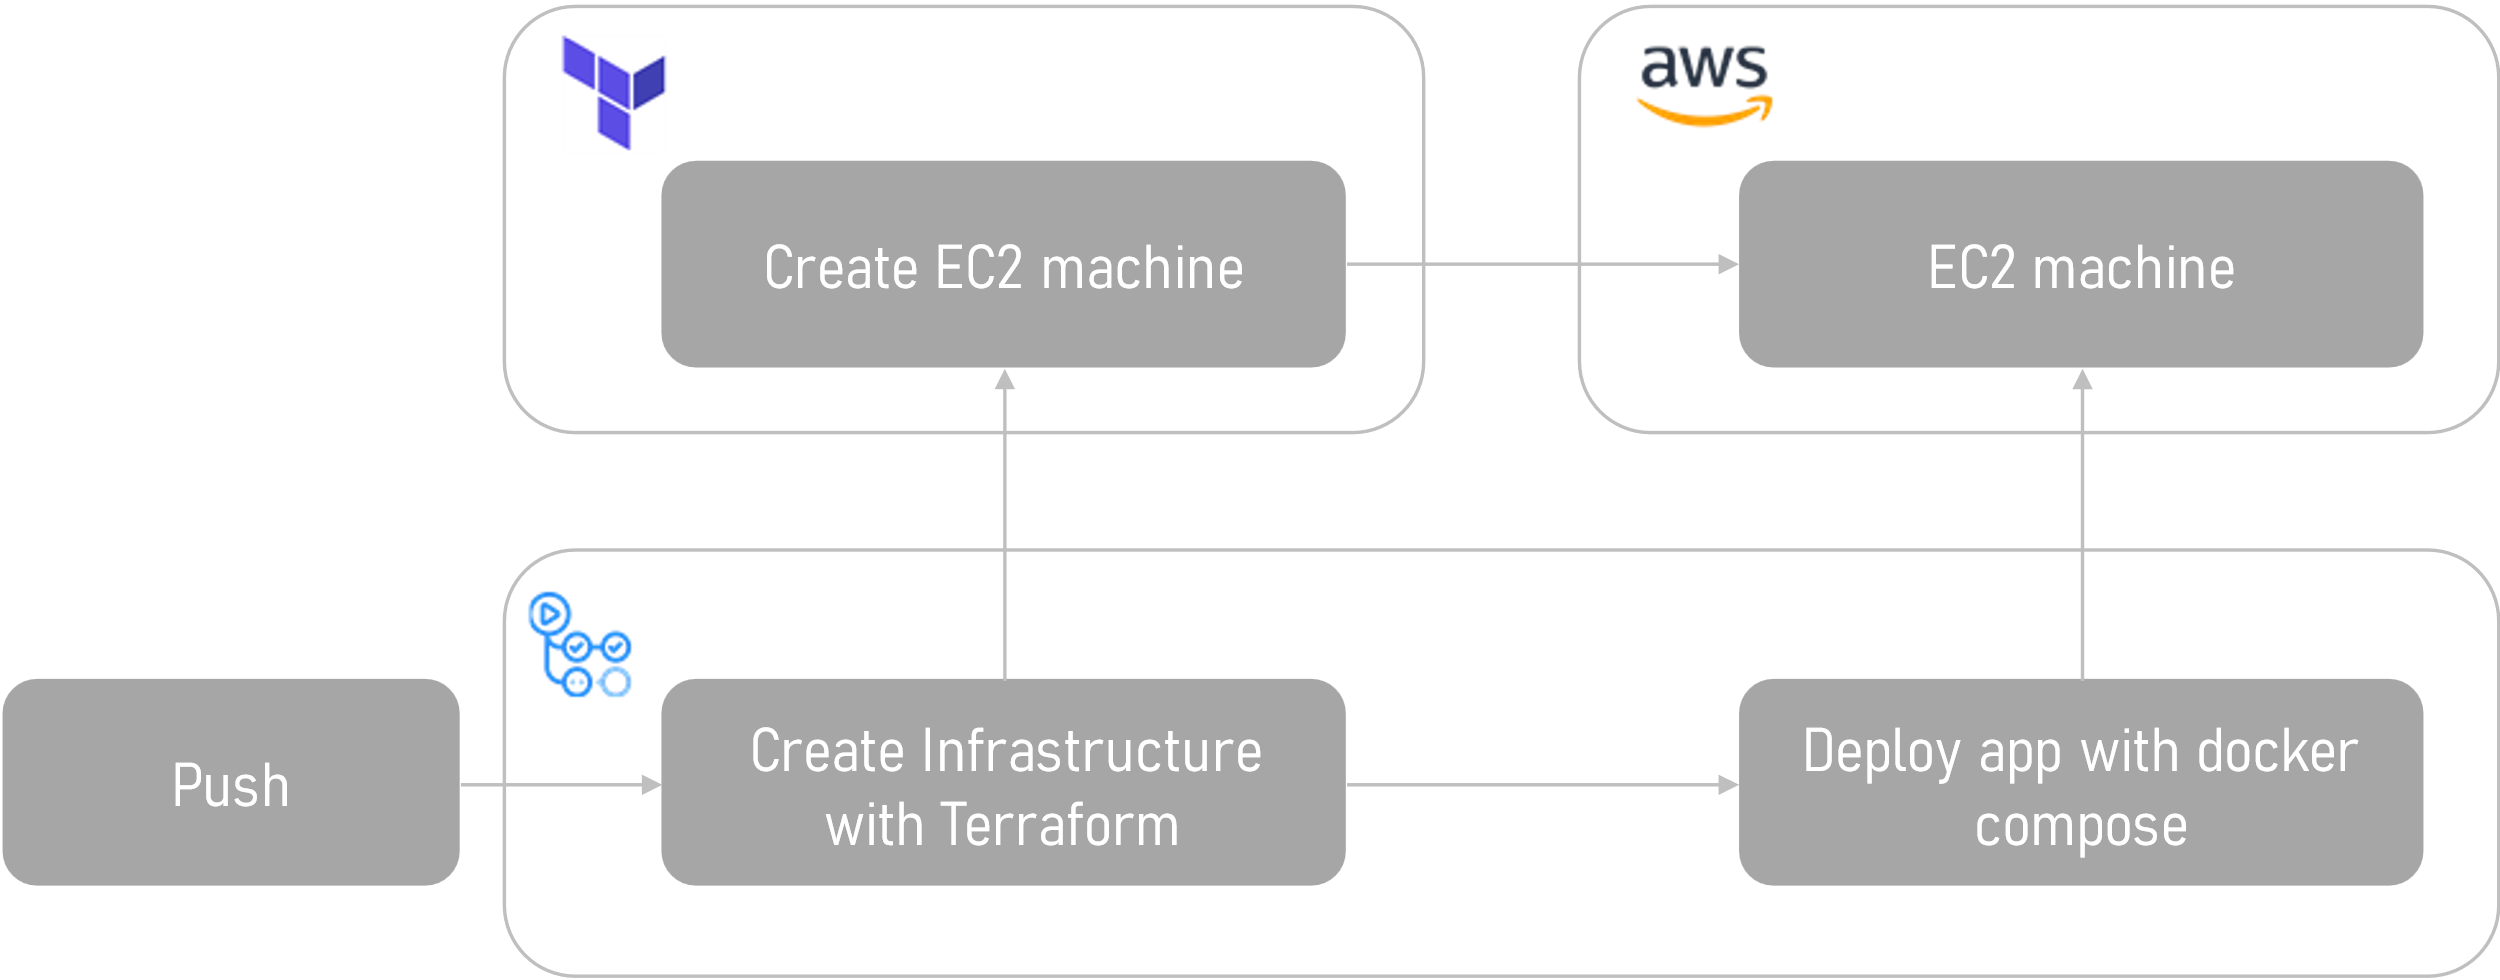 aws
Create EC2 machine
EC2 machine
Push
Create Infrastructure
with Terraform
Deploy app with docker
compose